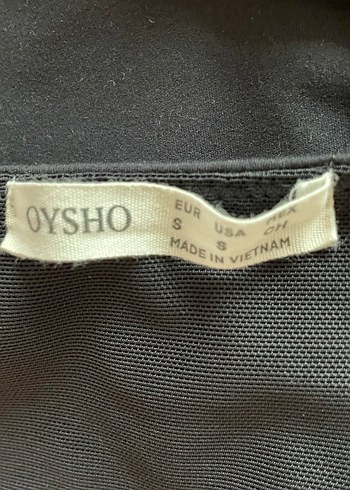 OYSHO
EUR USA MEX
S S CH
MADE IN VIETNAM